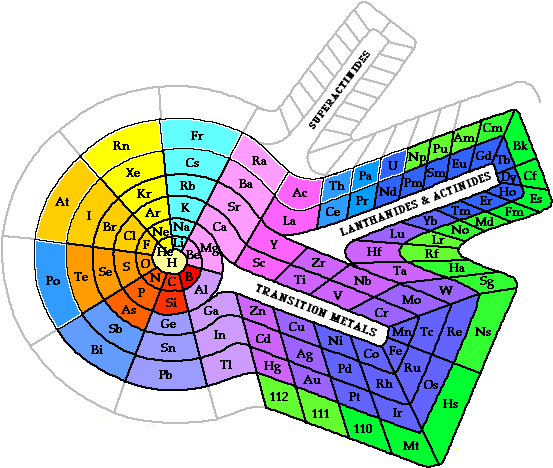 SUPERACTINIDES
Rn Fr
Xe Cs Ra
Kr Rb Ba Ac Th Pa U Np Pu Am Cm Bk
At I Br Ar K Sr La Ce Pr Nd Pm Sm Eu Gd Tb Cf
Cl Ne Na Ca Dy Es
F He Li Mg Y LANTHANIDES & ACTINIDES Ho
Po Te Se S O H Be Sc Zr Hf Lu Yb Tm Er Fm
N C B Ti Nb Ta Rf Lr No Md
P Si Al V Mo W Ha Sg
As Ge Ga Zn TRANSITION METALS Cr
Sb Sn In Cd Cu Ni Mn Tc Re Ns
Bi Pb Tl Hg Ag Pd Co Fe Ru
Au Pt Rh Os Hs
112 111 110 Ir Mt